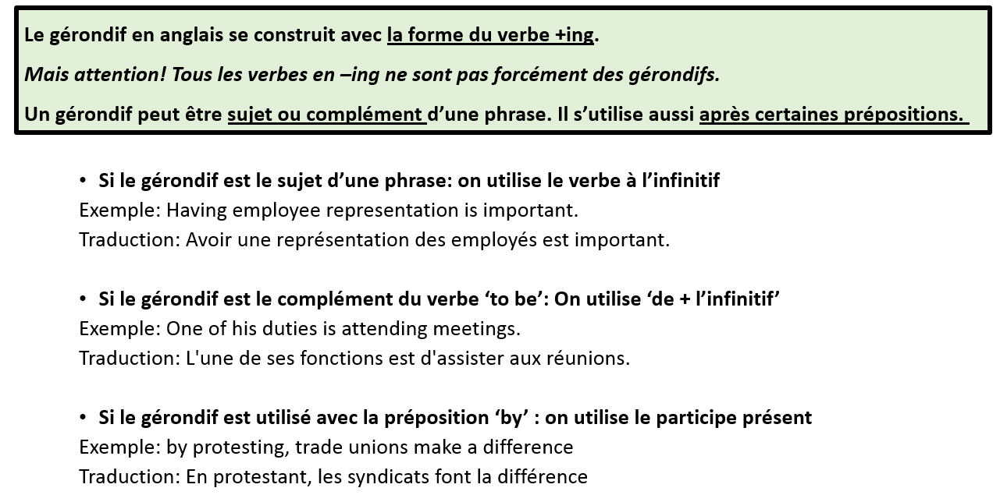 Le gérondif en anglais se construit avec la forme du verbe +ing.
Mais attention! Tous les verbes en –ing ne sont pas forcément des gérondifs.
Un gérondif peut être sujet ou complément d’une phrase. Il s’utilise aussi après certaines prépositions.
• Si le gérondif est le sujet d’une phrase: on utilise le verbe à l’infinitif
Exemple: Having employee representation is important.
Traduction: Avoir une représentation des employés est important.
• Si le gérondif est le complément du verbe ‘to be’: On utilise ‘de + l’infinitif’
Exemple: One of his duties is attending meetings.
Traduction: L'une de ses fonctions est d'assister aux réunions.
• Si le gérondif est utilisé avec la préposition ‘by’ : on utilise le participe présent
Exemple: by protesting, trade unions make a difference
Traduction: En protestant, les syndicats font la différence